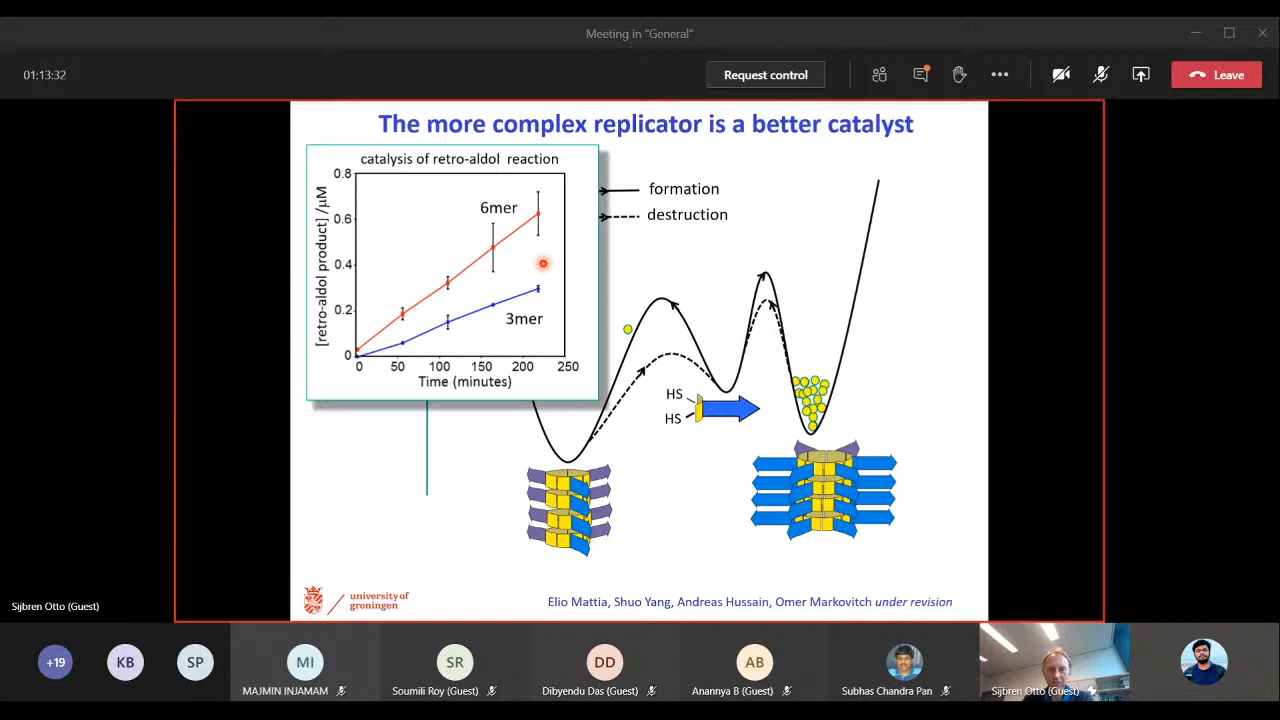 Meeting in "General"
01:13:32
Request control
Leave
The more complex replicator is a better catalyst
catalysis of retro-aldol reaction
[retro-aldol product] /µM
0.8
0.6
0.4
0.2
0
6mer
3mer
0 50 100 150 200 250
Time (minutes)
formation
destruction
HS
HS
university of
groningen
Elio Mattia, Shuo Yang, Andreas Hussain, Omer Markovitch under revision
Sijbren Otto (Guest)
+19
KB
SP
MI
MAJMIN INJAMAM
SR
Soumili Roy (Guest)
DD
Dibyendu Das (Guest)
AB
Anannya B (Guest)
Subhas Chandra Pan
Sijbren Otto (Guest)